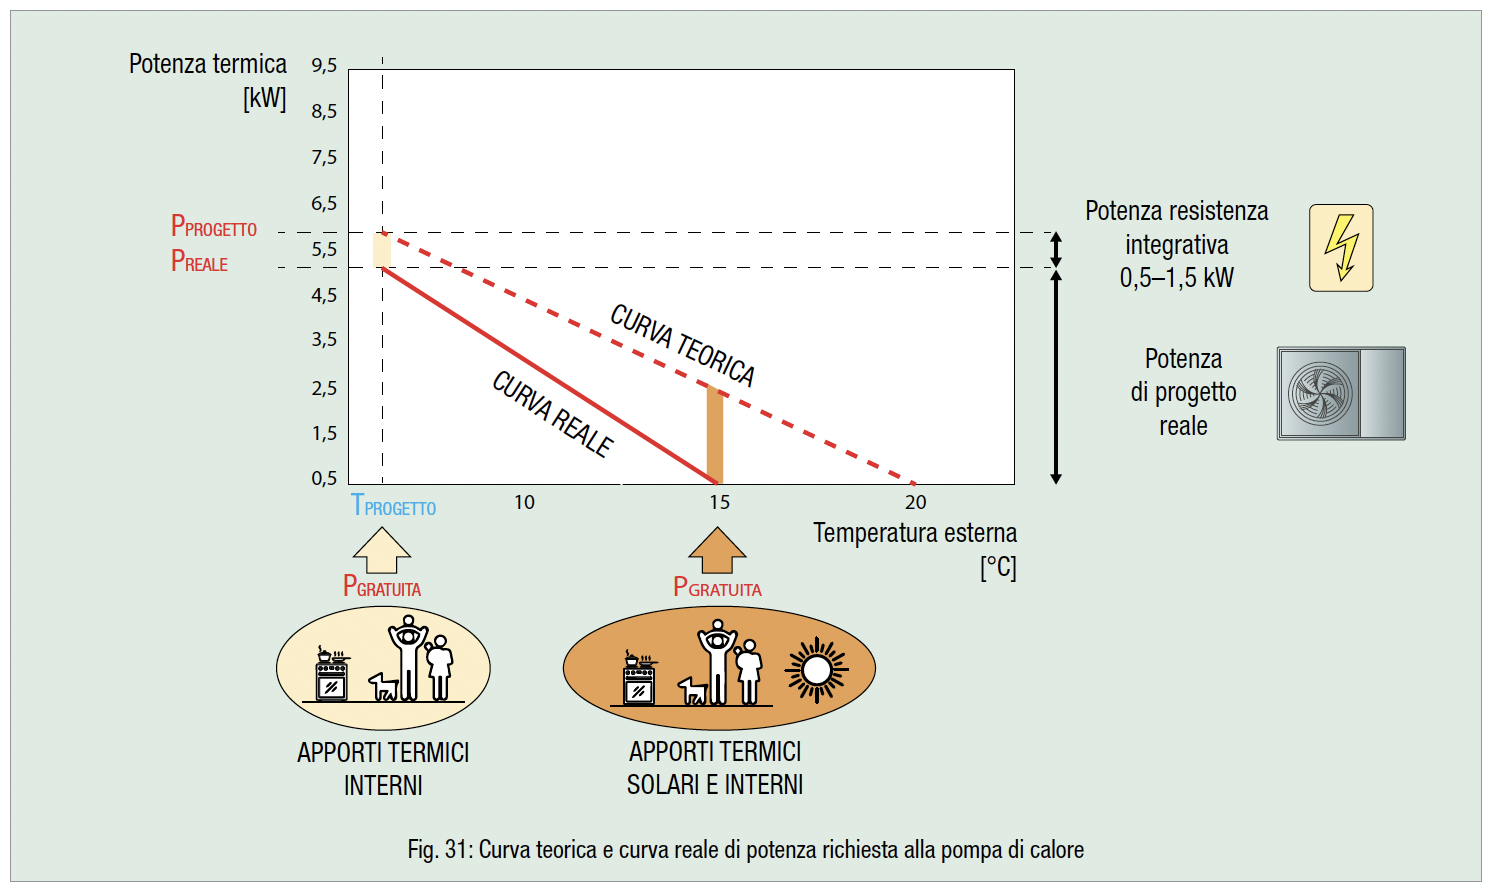 Potenza termica
[kW]
9,5
8,5
7,5
6,5
5,5
4,5
3,5
2,5
1,5
0,5
PPROGETTO
PREALE
CURVA TEORICA
CURVA REALE
Potenza resistenza
integrativa
0,5–1,5 kW
Potenza
di progetto
reale
TPROGETTO
10
15
20
Temperatura esterna
[°C]
PGRATUITA
PGRATUITA
APPORTI TERMICI
INTERNI
APPORTI TERMICI
SOLARI E INTERNI
Fig. 31: Curva teorica e curva reale di potenza richiesta alla pompa di calore